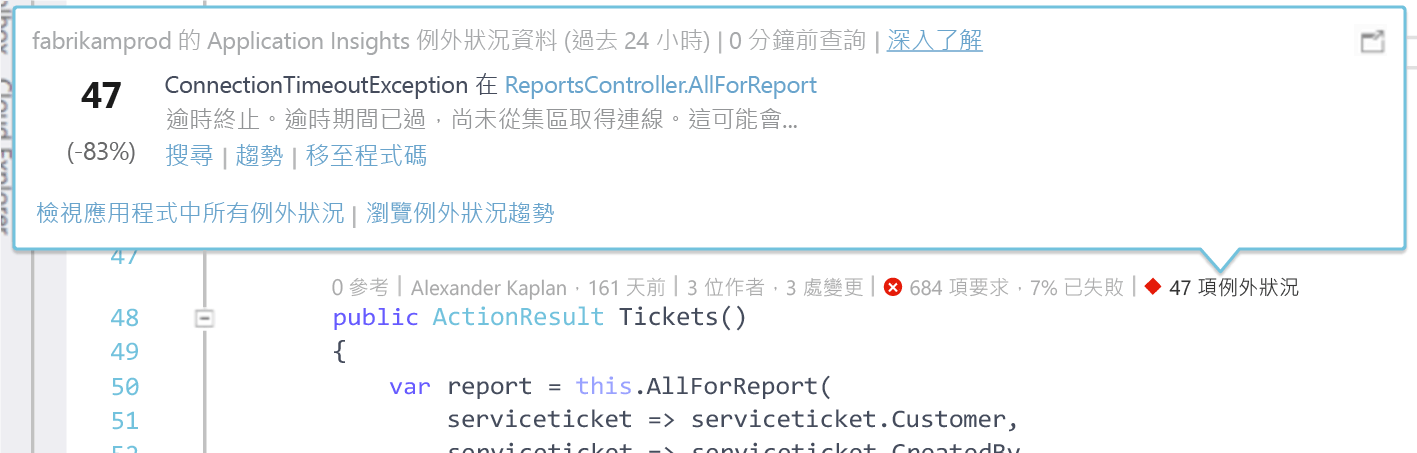 fabrikamprod 的 Application Insights 例外狀況資料 (過去 24 小時) | 0 分鐘前查詢 | 深入了解
47 ConnectionTimeoutException 在 ReportsController.AllForReport
逾時終止。逾時期間已過，尚未從集區取得連線。這可能會...
(-83%) 搜尋 | 趨勢 | 移至程式碼
檢視應用程式中所有例外狀況 | 瀏覽例外狀況趨勢
Cloud Explorer
47
0 參考 | Alexander Kaplan，161 天前 | 3 位作者，3 處變更 | 684 項要求，7% 已失敗 | 47 項例外狀況
48 public ActionResult Tickets()
49 {
50 var report = this.AllForReport(
51 serviceticket => serviceticket.Customer,
52 serviceticket => serviceticket.CreatedBy